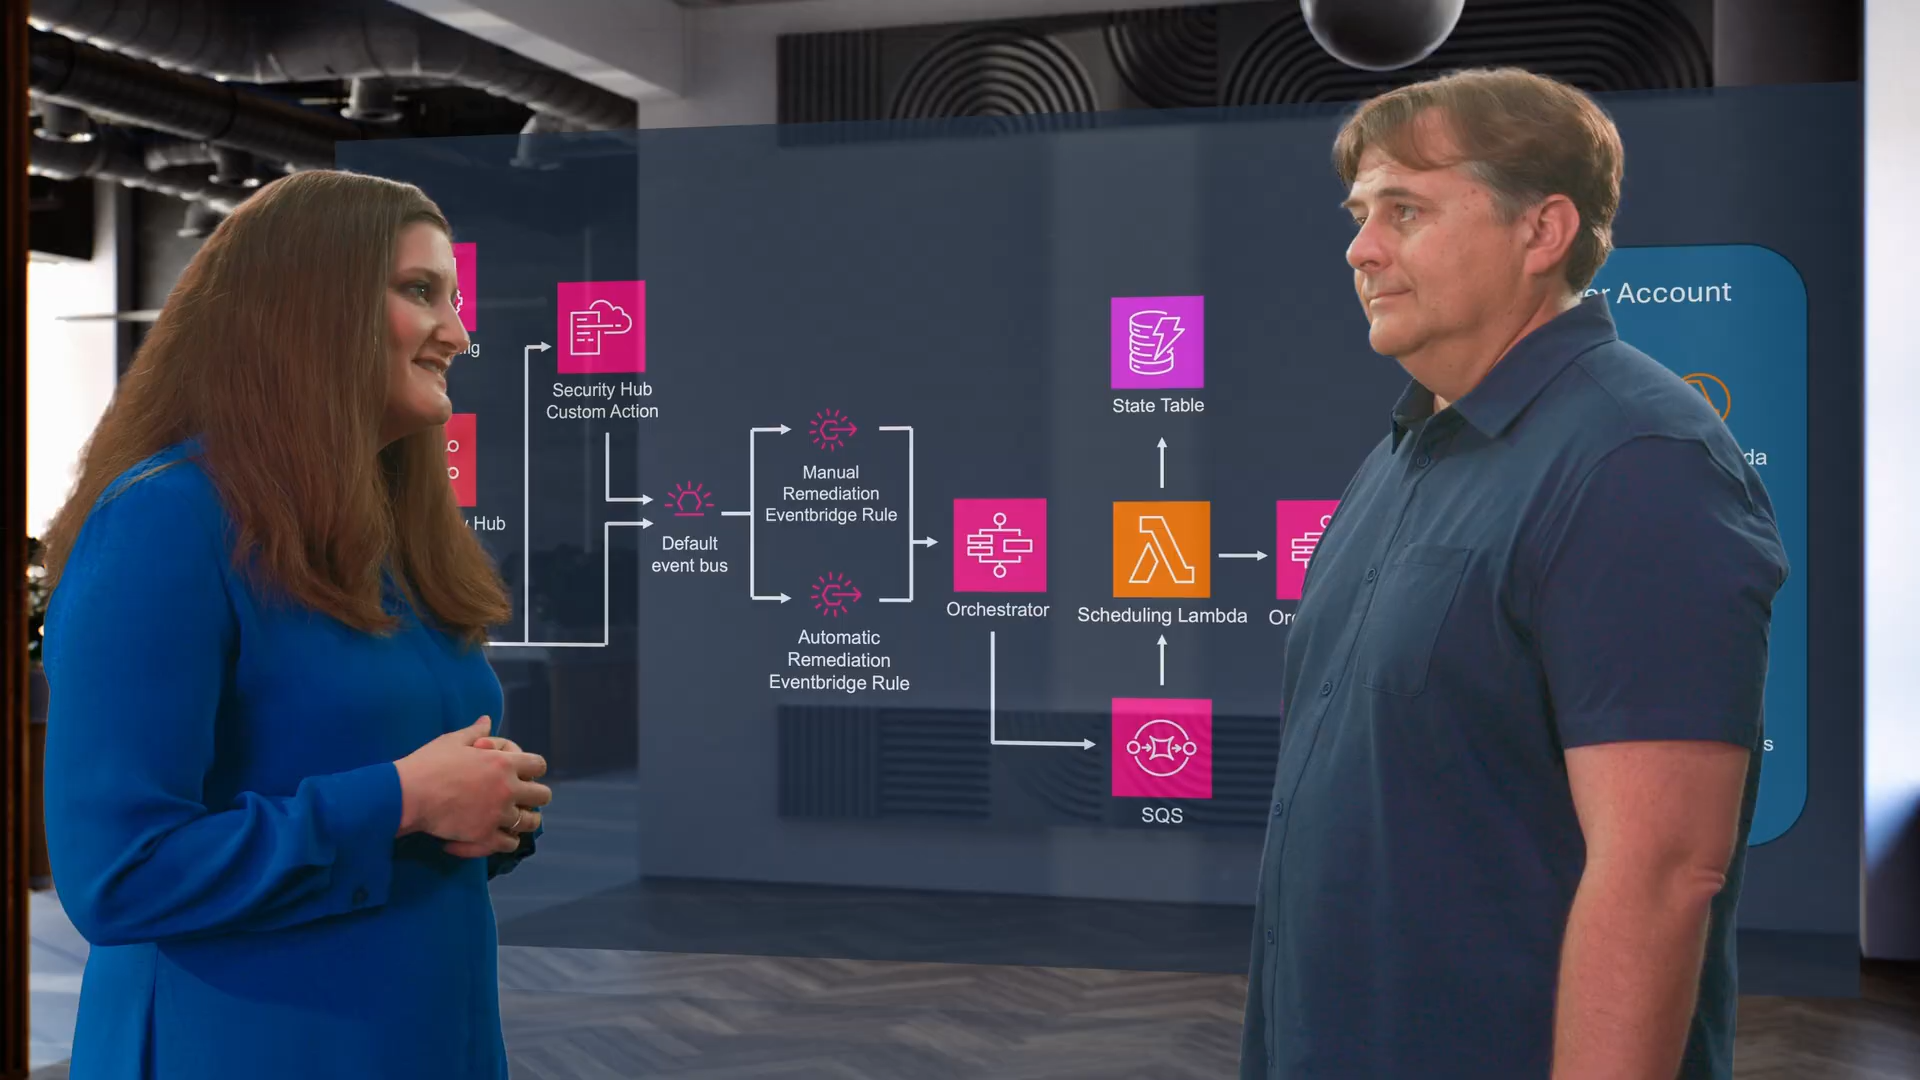 Security Hub
Custom Action
Hub
Default
event bus
Manual
Remediation
Eventbridge Rule
Automatic
Remediation
Eventbridge Rule
Orchestrator
State Table
Scheduling Lambda
SQS
Account